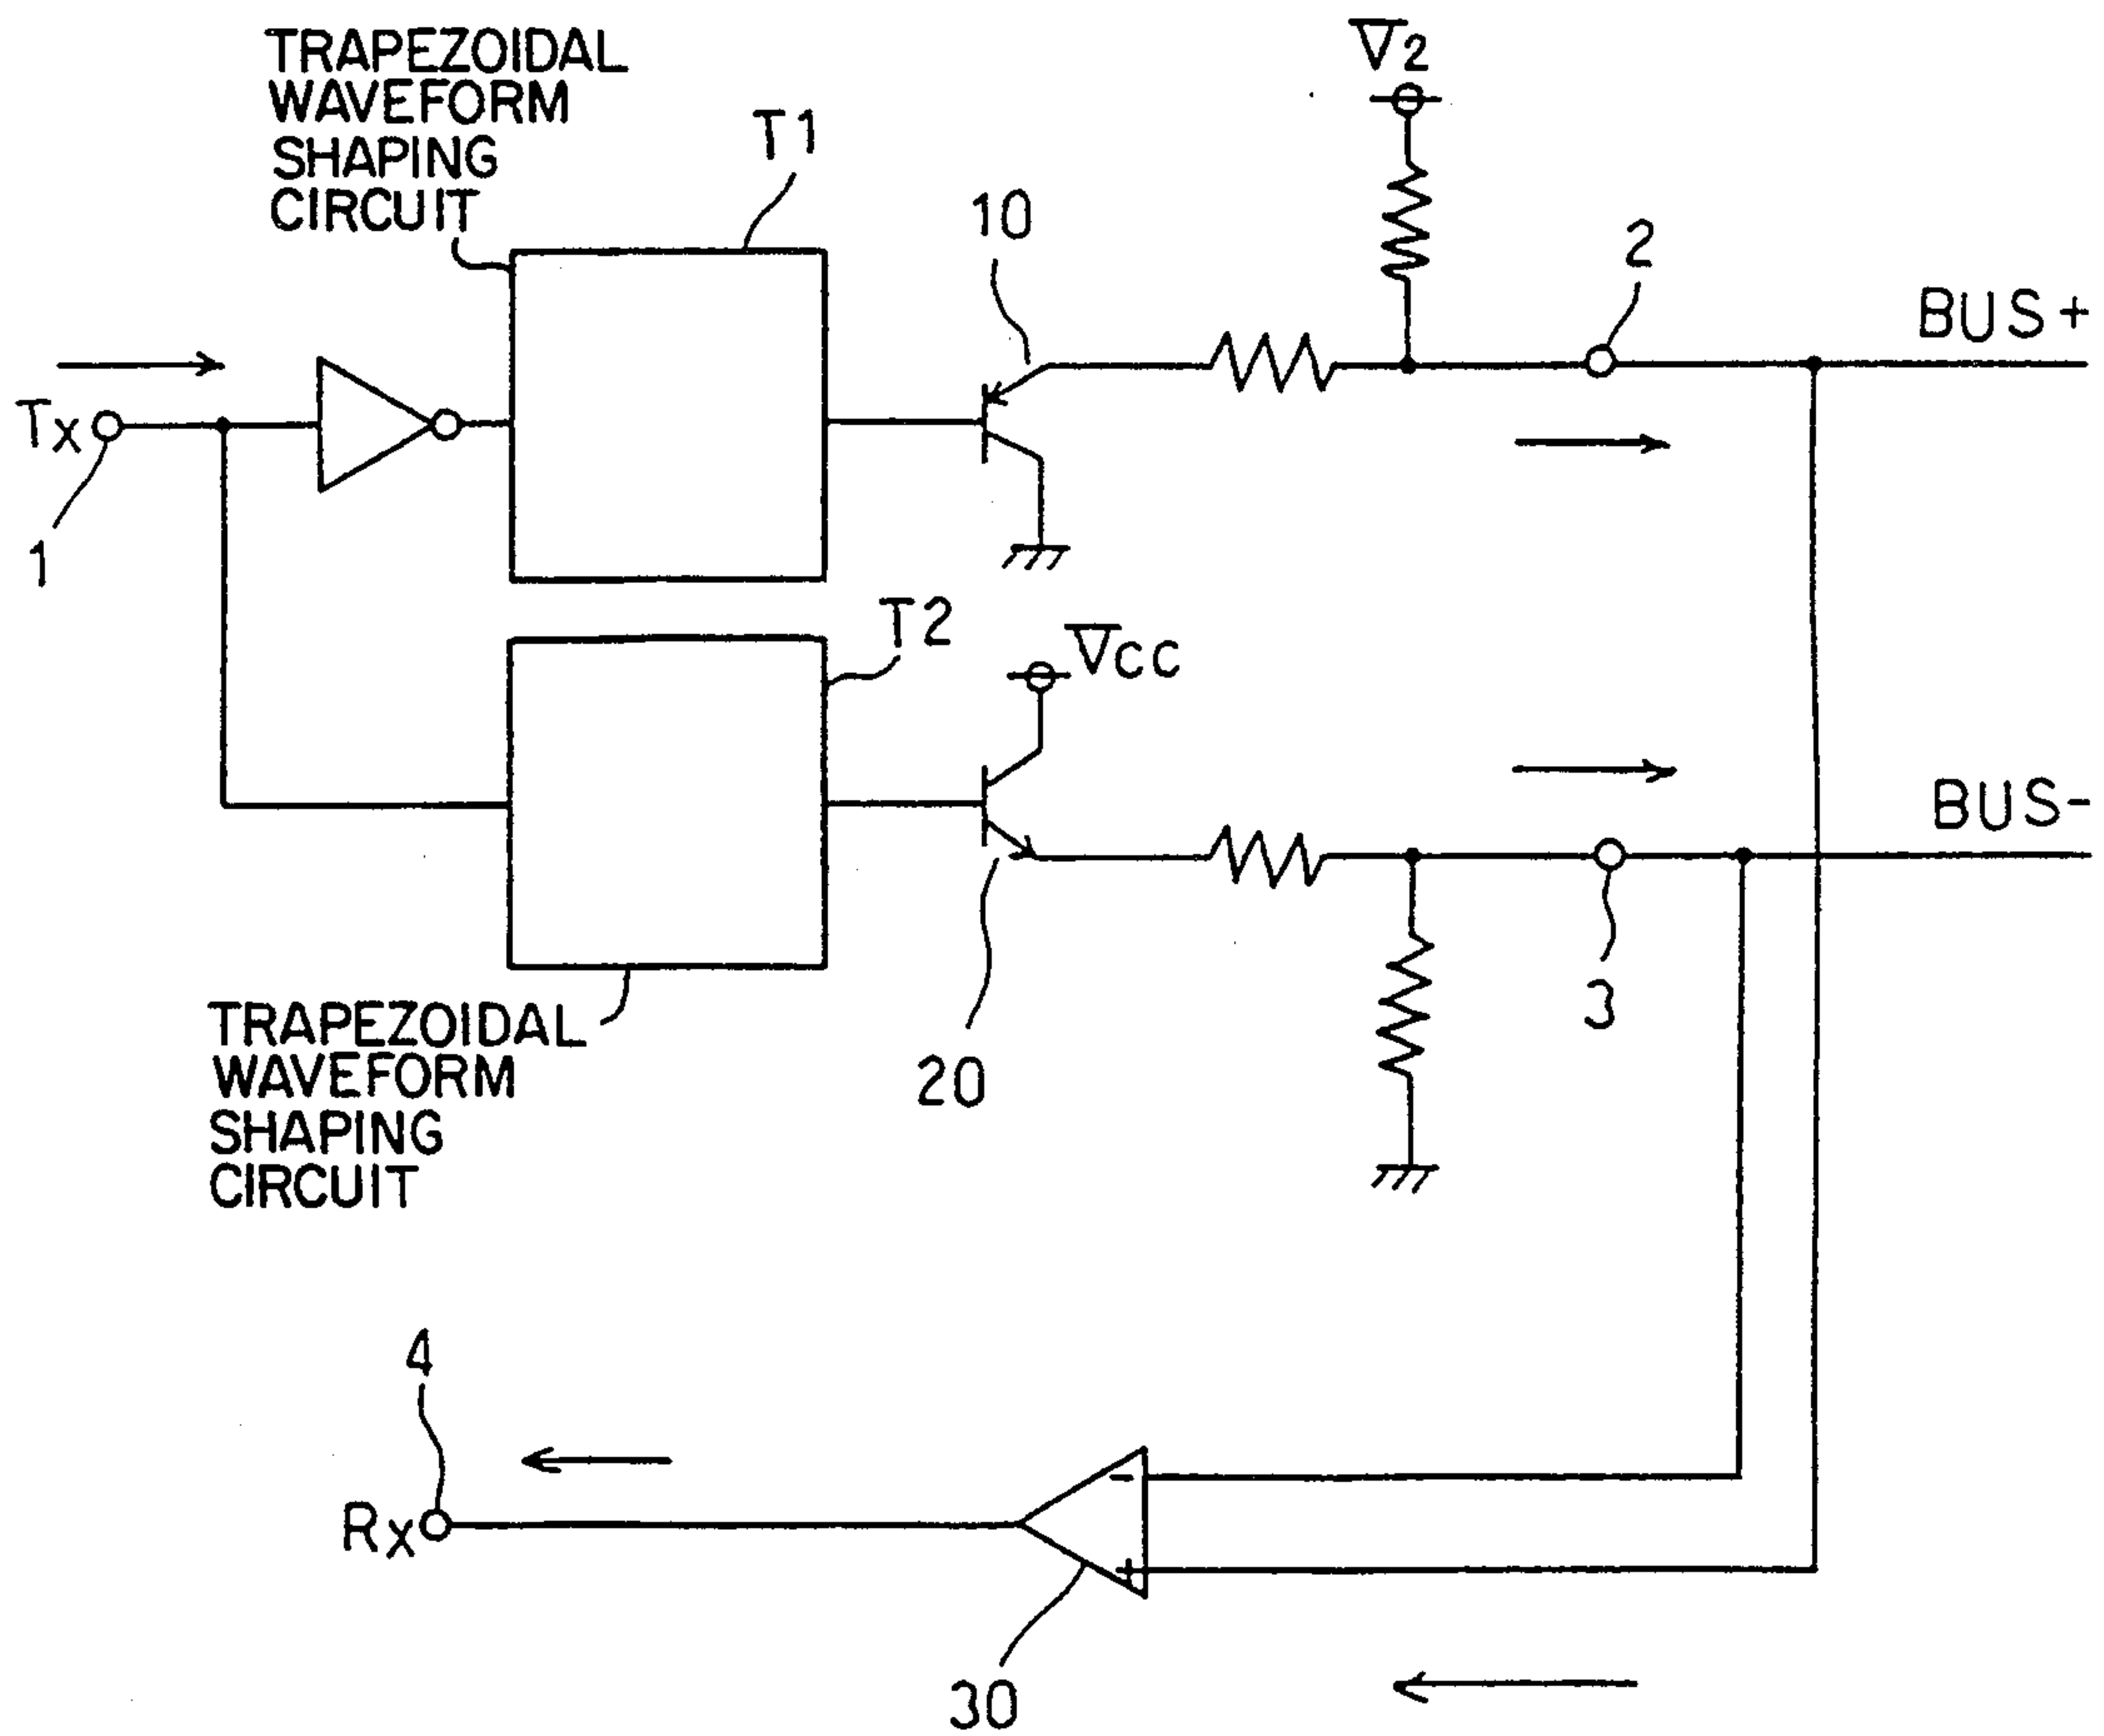 TRAPEZOIDAL
WAVEFORM
SHAPING
CIRCUIT
T1
V2
10
2
BUS+
Tx
1
T2
Vcc
BUS-
20
3
TRAPEZOIDAL
WAVEFORM
SHAPING
CIRCUIT
4
-
Rx
+
30